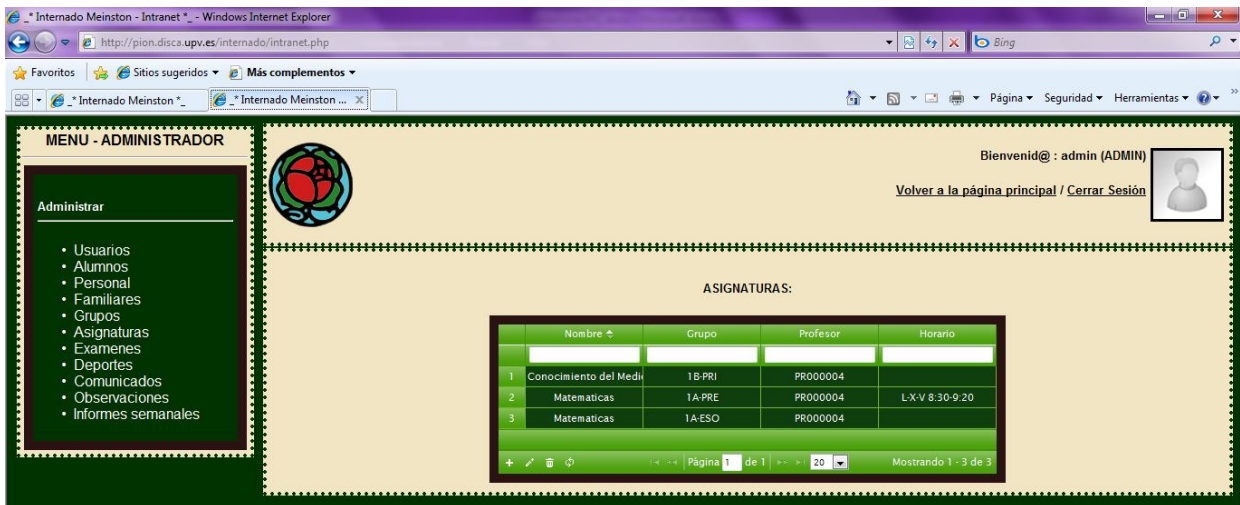 _* Internado Meinston - Intranet *_ - Windows Internet Explorer
http://pion.disca.upv.es/internado/intranet.php
Bing
Favoritos Sitios sugeridos Más complementos
_* Internado Meinston *_ _* Internado Meinston ... X
Página Seguridad Herramientas
MENU - ADMINISTRADOR
Administrar
• Usuarios
• Alumnos
• Personal
• Familiares
• Grupos
• Asignaturas
• Examenes
• Deportes
• Comunicados
• Observaciones
• Informes semanales
Bienvenid@ : admin (ADMIN)
Volver a la página principal / Cerrar Sesión
ASIGNATURAS:
Nombre Grupo Profesor Horario
1 Conocimiento del Medi 1B-PRI PR000004
2 Matematicas 1A-PRE PR000004 L-X-V 8:30-9:20
3 Matematicas 1A-ESO PR000004
Página 1 de 1 20 Mostrando 1 - 3 de 3